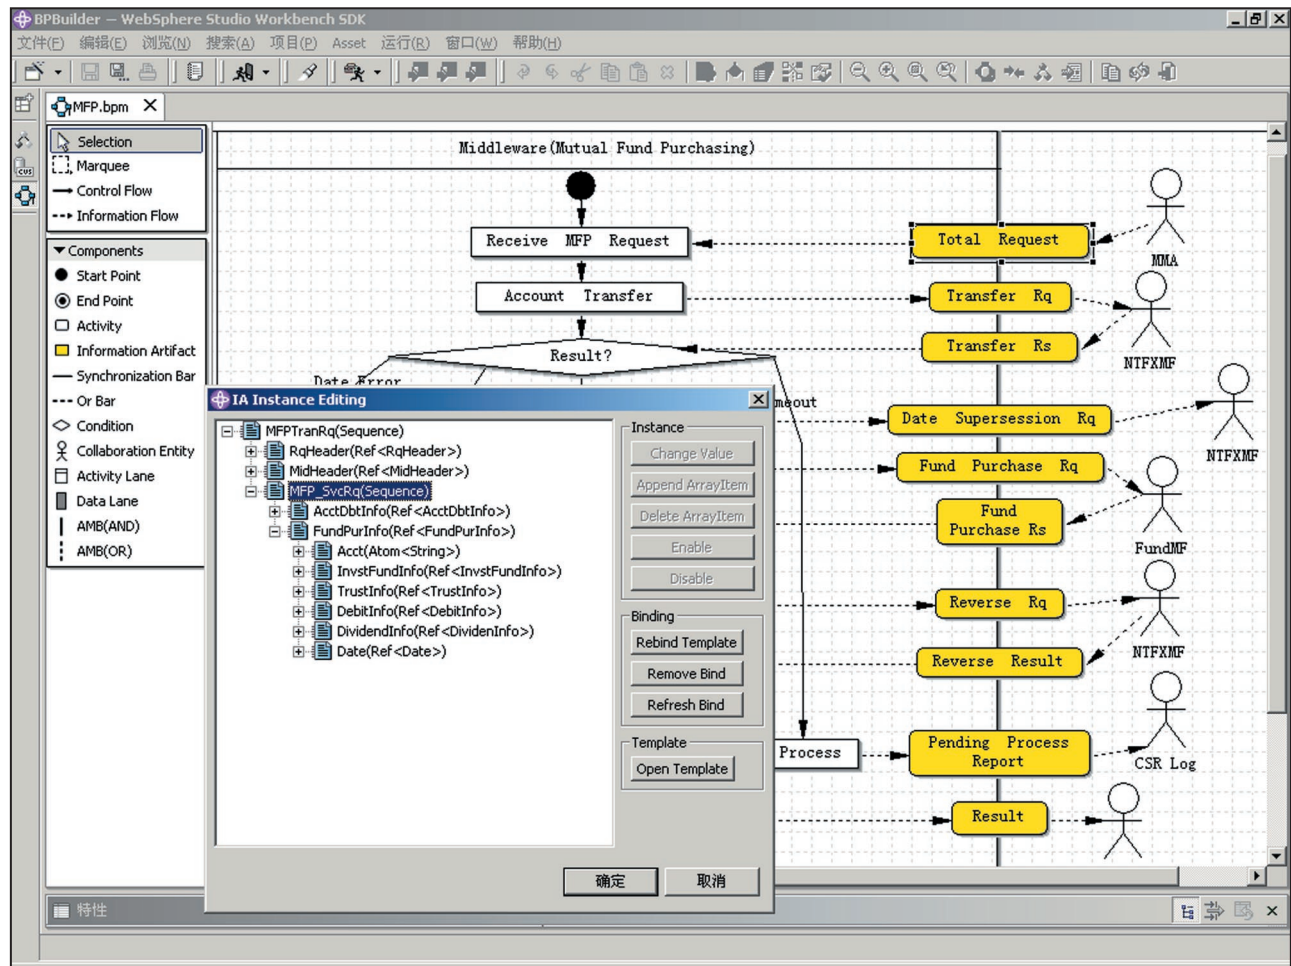 BPBuilder — WebSphere Studio Workbench SDK
文件(F) 编辑(E) 浏览(N) 搜索(A) 项目(P) Asset 运行(R) 窗口(W) 帮助(H)
MFP.bpm
Selection
Marquee
Control Flow
Information Flow
Components
Start Point
End Point
Activity
Information Artifact
Synchronization Bar
Or Bar
Condition
Collaboration Entity
Activity Lane
Data Lane
AMB(AND)
AMB(OR)
Middleware(Mutual Fund Purchasing)
Receive MFP Request
Total Request
MMA
Account Transfer
Transfer Rq
Transfer Rs
NTFXMF
Result?
Date Error
meout
Date Supersession Rq
NTFXMF
Fund Purchase Rq
Fund
Purchase Rs
FundMF
Reverse Rq
Reverse Result
NTFXMF
Process
Pending Process
Report
CSR Log
Result
IA Instance Editing
MFPTranRq(Sequence)
RqHeader(Ref<RqHeader>)
MidHeader(Ref<MidHeader>)
MFP_SvcRq(Sequence)
AcctDbtInfo(Ref<AcctDbtInfo>)
FundPurInfo(Ref<FundPurInfo>)
Acct(Atom<String>)
InvstFundInfo(Ref<InvstFundInfo>)
TrustInfo(Ref<TrustInfo>)
DebitInfo(Ref<DebitInfo>)
DividendInfo(Ref<DividenInfo>)
Date(Ref<Date>)
Instance
Change Value
Append ArrayItem
Delete ArrayItem
Enable
Disable
Binding
Rebind Template
Remove Bind
Refresh Bind
Template
Open Template
确定 取消
特性